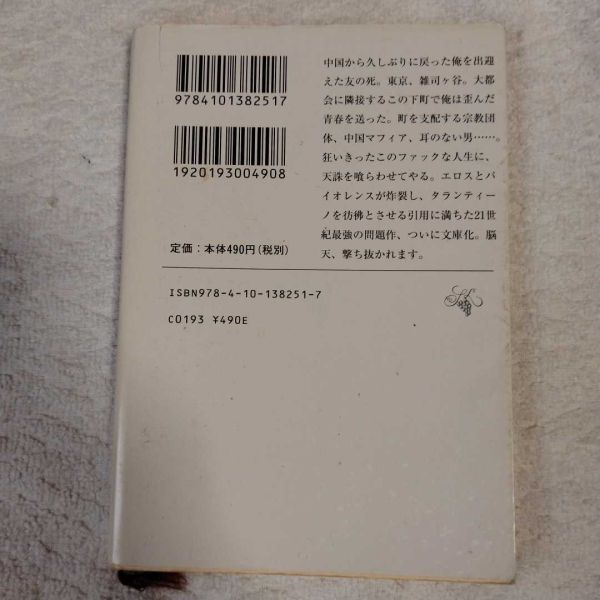 9784101382517
1920193004908
定価：本体490円（税別）
中国から久しぶりに戻った俺を出迎
えた友の死。東京、雑司ヶ谷。大都
会に隣接するこの下町で俺は歪んだ
青春を送った。町を支配する宗教団
体、中国マフィア、耳のない男……。
狂いきったこのファックな人生に、
天誅を喰らわせてやる。エロスとバ
イオレンスが炸裂し、タランティー
ノを彷彿とさせる引用に満ちた21世
紀最強の問題作、ついに文庫化。脳
天、撃ち抜かれます。
ISBN978-4-10-138251-7
C0193 ¥490E